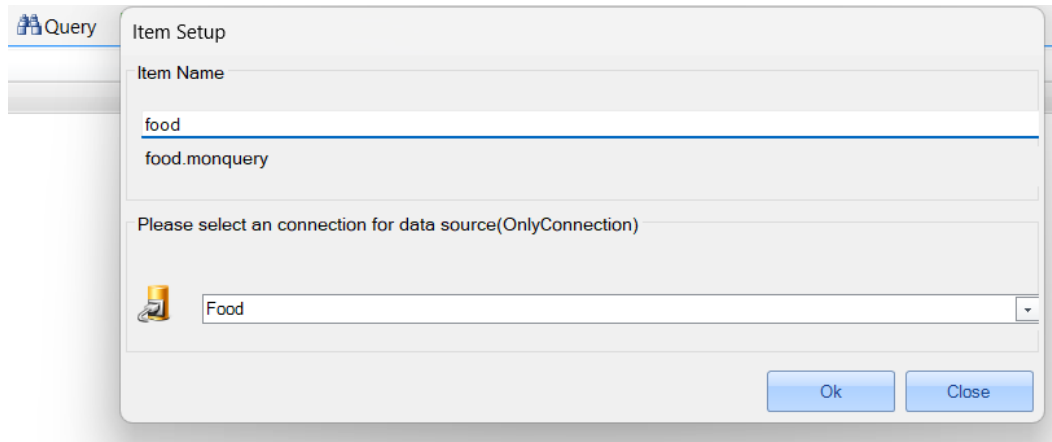 Query
Item Setup
Item Name
food
food.monquery
Please select an connection for data source(OnlyConnection)
Food
Ok
Close